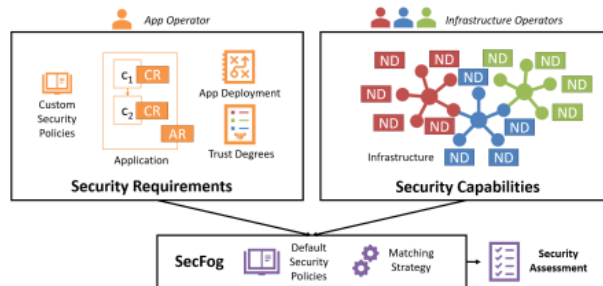 App Operator
Infrastructure Operators
Custom
Security
Policies
C1 CR
C2 CR
AR
Application
App Deployment
Trust Degrees
Security Requirements
ND ND ND
ND ND ND ND
ND ND ND
ND ND ND
ND ND
Infrastructure
Security Capabilities
SecFog
Default
Security
Policies
Matching
Strategy
Security
Assessment